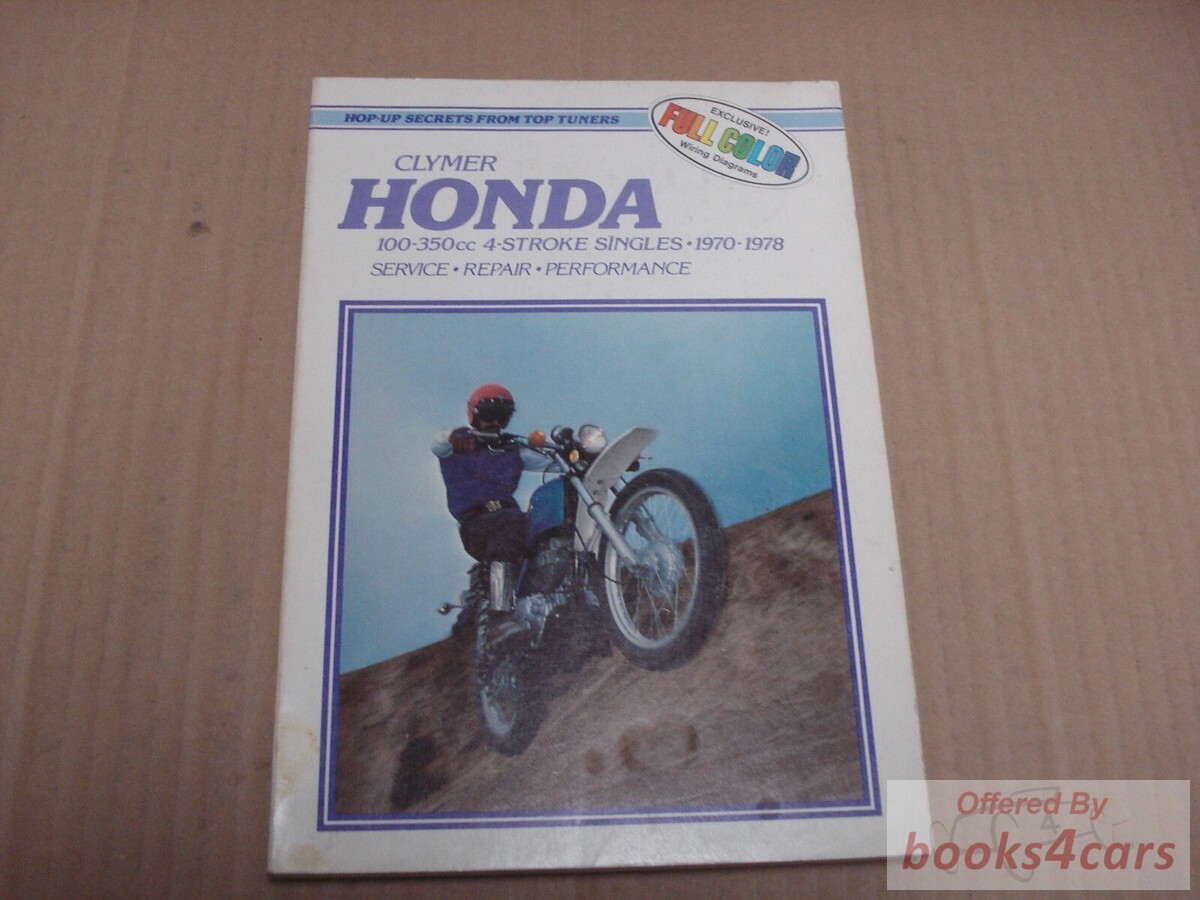 HOP-UP SECRETS FROM TOP TUNERS
EXCLUSIVE!
FULL COLOR
Wiring Diagrams
CLYMER
HONDA
100-350cc 4-STROKE SINGLES • 1970-1978
SERVICE • REPAIR • PERFORMANCE
Offered By
books4cars